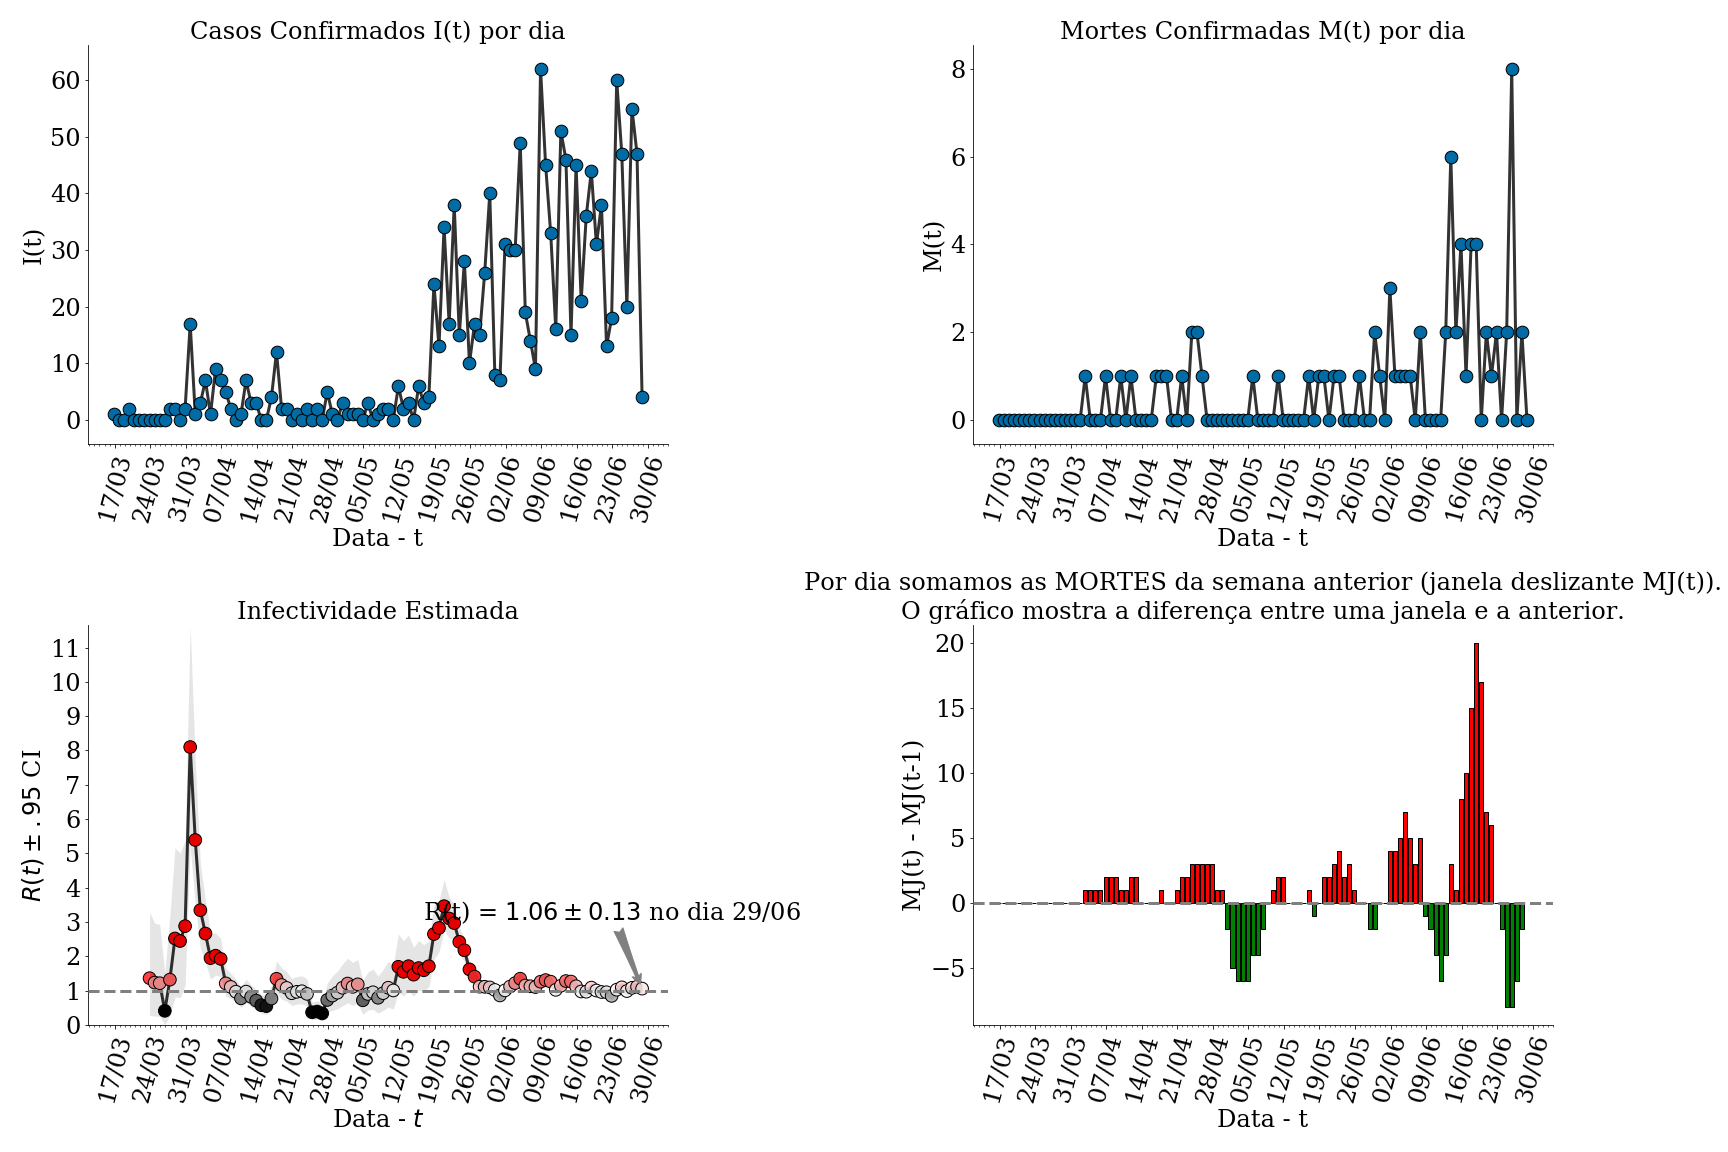 Casos Confirmados I(t) por dia
I(t)
60
50
40
30
20
10
0
17/03 24/03 31/03 07/04 14/04 21/04 28/04 05/05 12/05 19/05 26/05 02/06 09/06 16/06 23/06 30/06
Data - t
Mortes Confirmadas M(t) por dia
M(t)
8
6
4
2
0
17/03 24/03 31/03 07/04 14/04 21/04 28/04 05/05 12/05 19/05 26/05 02/06 09/06 16/06 23/06 30/06
Data - t
Infectividade Estimada
R(t) ± .95 CI
11
10
9
8
7
6
5
4
3
2
1
0
R(t) = 1.06 ± 0.13 no dia 29/06
17/03 24/03 31/03 07/04 14/04 21/04 28/04 05/05 12/05 19/05 26/05 02/06 09/06 16/06 23/06 30/06
Data - t
Por dia somamos as MORTES da semana anterior (janela deslizante MJ(t)).
O gráfico mostra a diferença entre uma janela e a anterior.
MJ(t) - MJ(t-1)
20
15
10
5
0
−5
17/03 24/03 31/03 07/04 14/04 21/04 28/04 05/05 12/05 19/05 26/05 02/06 09/06 16/06 23/06 30/06
Data - t